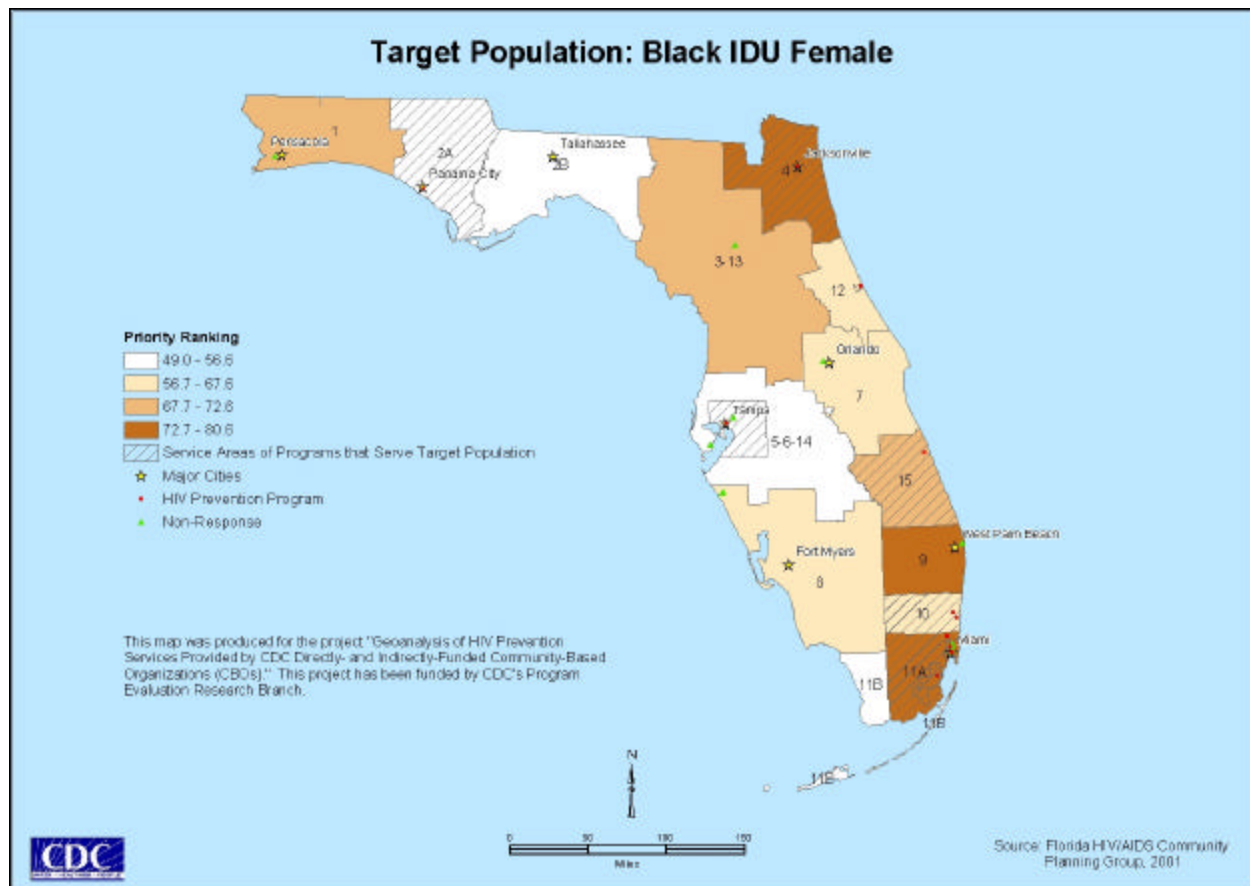 Target Population: Black IDU Female
1
Pensacola
2A
Panama City
Tallahassee
2B
Jacksonville
4
3-13
12
Orlando
7
Tampa
5-6-14
15
West Palm Beach
9
Fort Myers
8
10
Miami
11A
11B
11B
11B
Priority Ranking
49.0 - 56.6
56.7 - 67.6
67.7 - 72.6
72.7 - 80.6
Service Areas of Programs that Serve Target Population
Major Cities
HIV Prevention Program
Non-Response
This map was produced for the project "Geoanalysis of HIV Prevention
Services Provided by CDC Directly- and Indirectly-Funded Community-Based
Organizations (CBOs)." This project has been funded by CDC's Program
Evaluation Research Branch.
N
0 50 100 150
Miles
CDC
Source: Florida HIV/AIDS Community
Planning Group, 2001